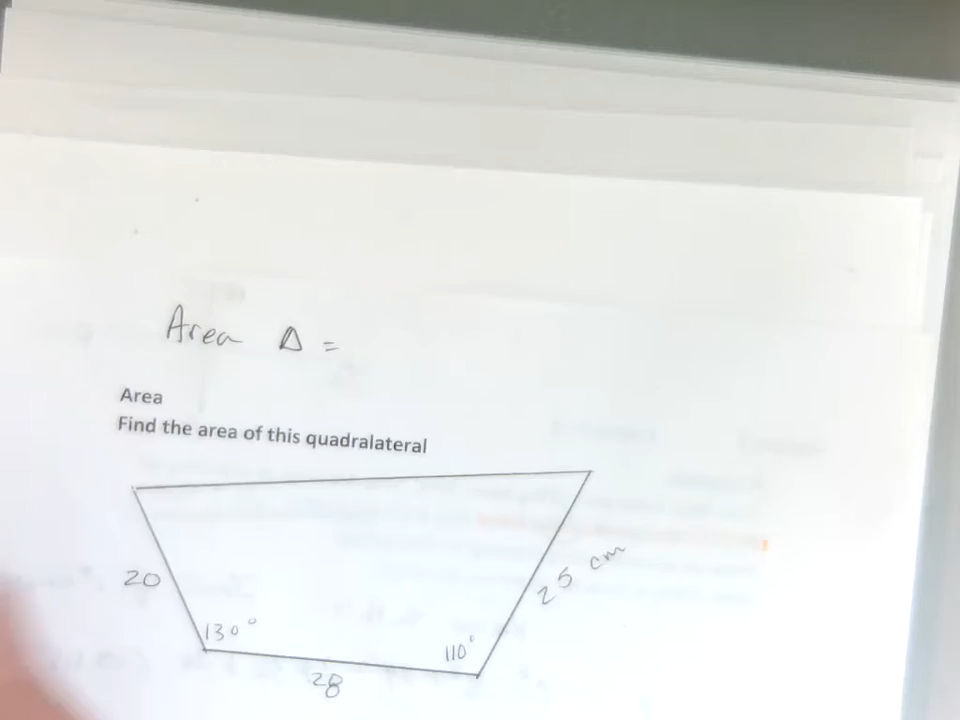 Area Δ =
Area
Find the area of this quadralateral
20
25 cm
130°
110°
28